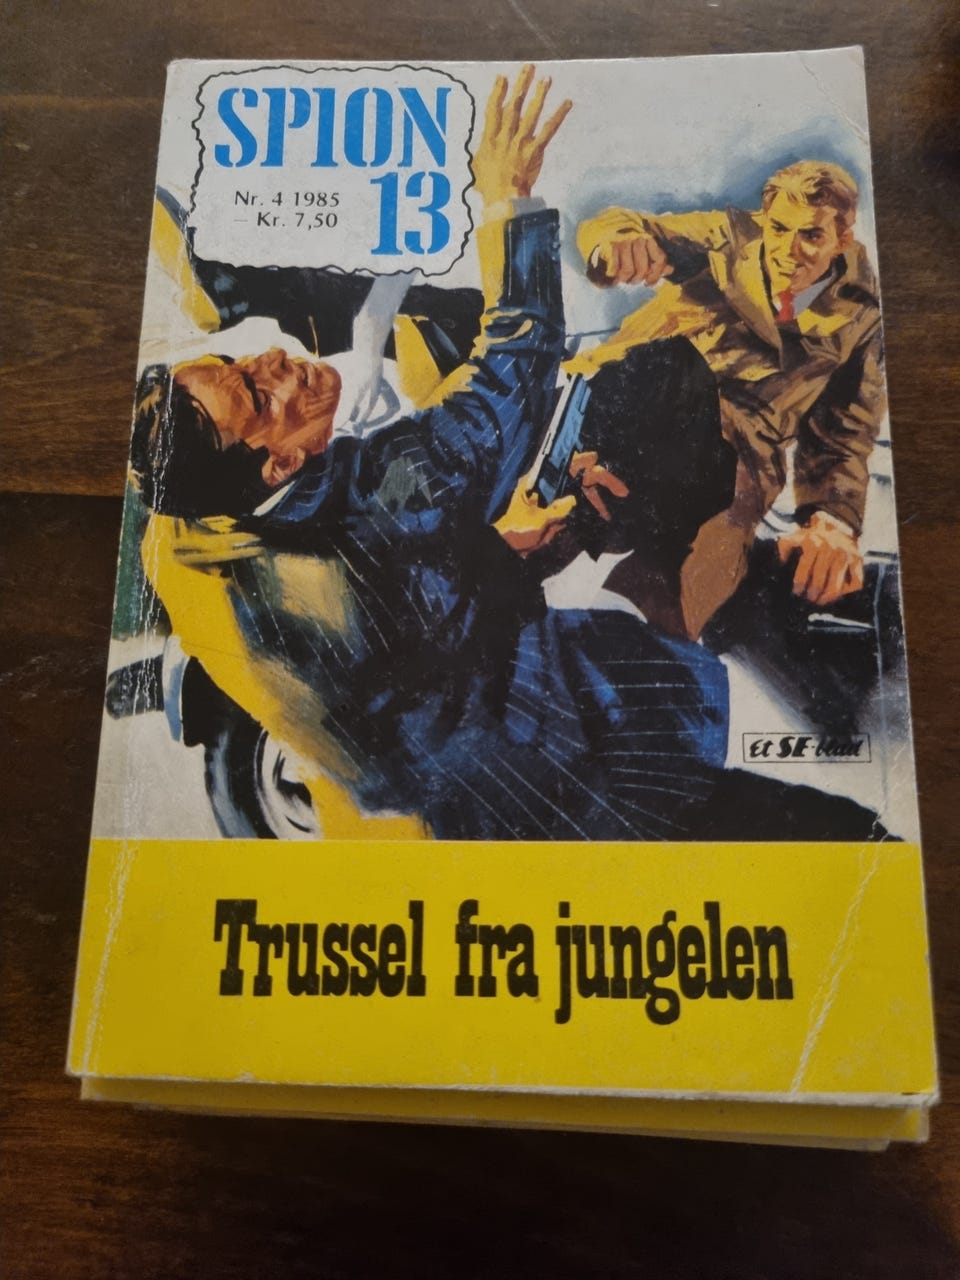 SPION
13
Nr. 4 1985
– Kr. 7,50
Et SE-blad
Trussel fra jungelen